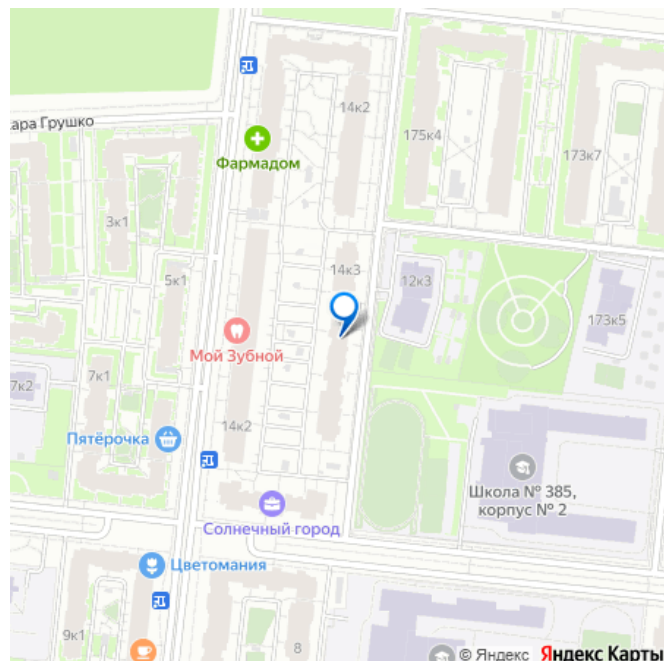 14к2
ара Грушко
Фармадом
175к4
173к7
3к1
5к1
14к3
12к3
173к5
Мой Зубной
7к1
7к2
14к2
Пятёрочка
Школа № 385,
корпус № 2
Солнечный город
Цветомания
9к1
8
© Яндекс Яндекс Карты